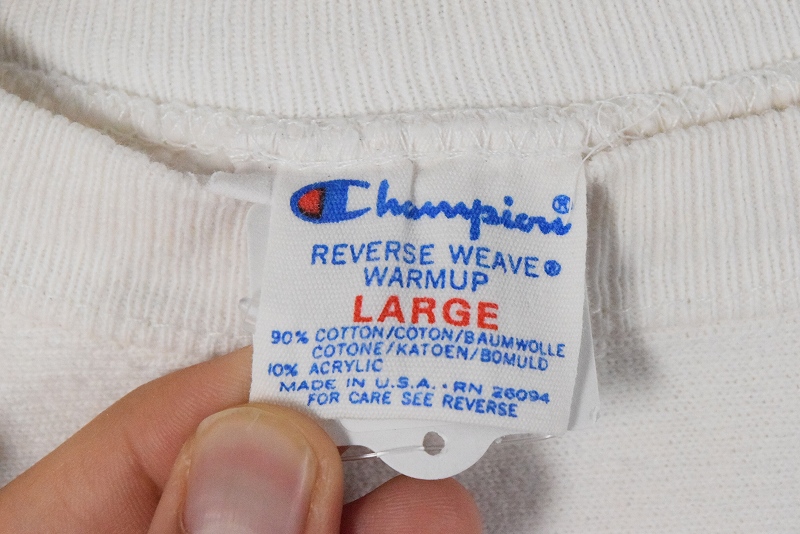 Champion®
REVERSE WEAVE®
WARMUP
LARGE
90% COTTON/COTON/BAUMWOLLE
COTONE/KATOEN/BOMULD
10% ACRYLIC
MADE IN U.S.A. · RN 26094
FOR CARE SEE REVERSE